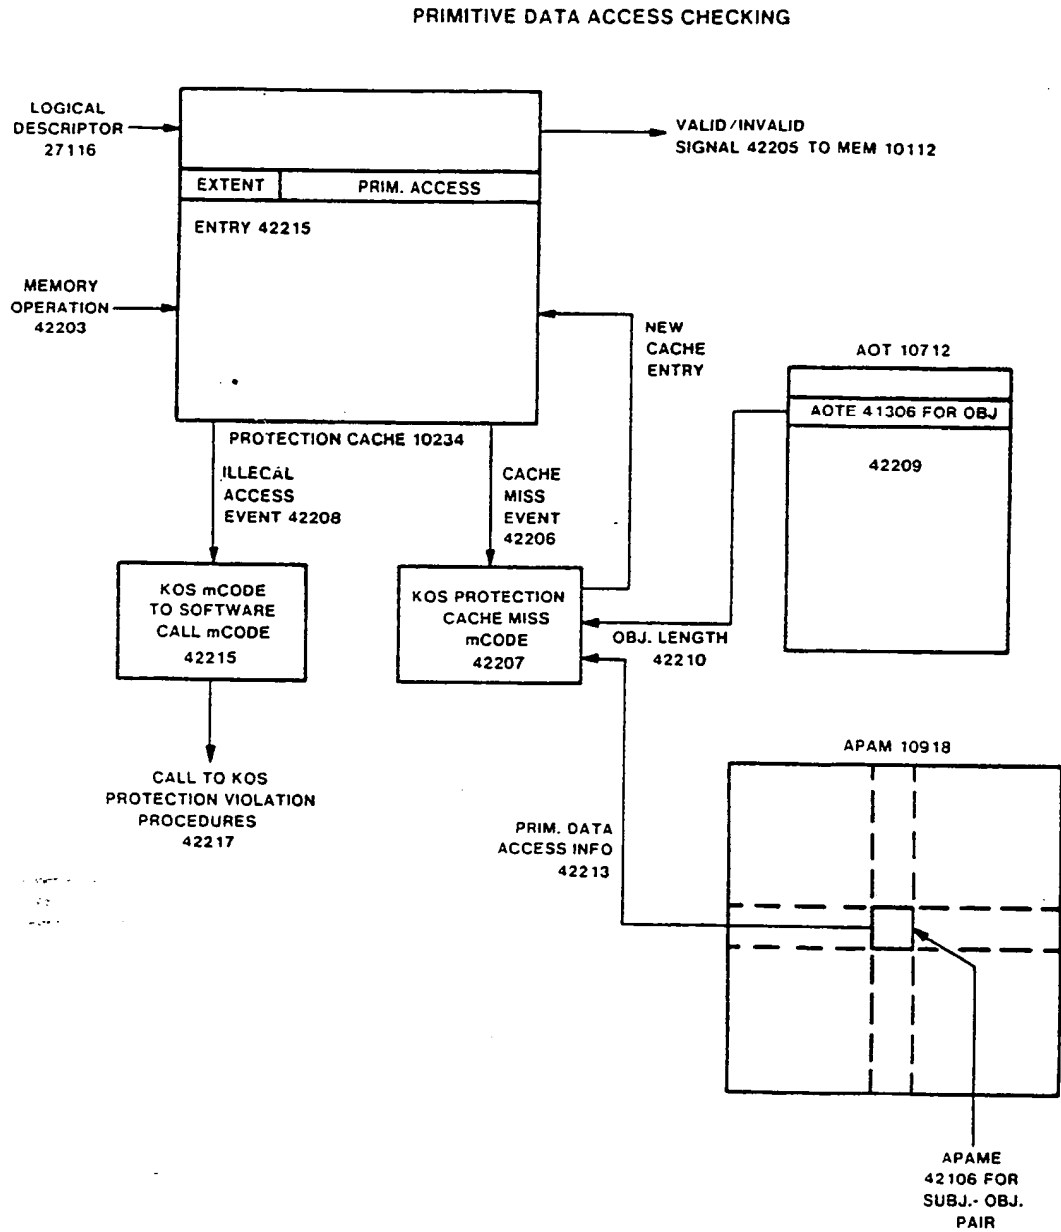 PRIMITIVE DATA ACCESS CHECKING
LOGICAL
DESCRIPTOR
27116
VALID/INVALID
SIGNAL 42205 TO MEM 10112
EXTENT
PRIM. ACCESS
ENTRY 42215
MEMORY
OPERATION
42203
NEW
CACHE
ENTRY
AOT 10712
AOTE 41306 FOR OBJ
42209
PROTECTION CACHE 10234
ILLECAL
ACCESS
EVENT 42208
CACHE
MISS
EVENT
42206
KOS mCODE
TO SOFTWARE
CALL mCODE
42215
KOS PROTECTION
CACHE MISS
mCODE
42207
OBJ. LENGTH
42210
CALL TO KOS
PROTECTION VIOLATION
PROCEDURES
42217
APAM 10918
PRIM. DATA
ACCESS INFO
42213
APAME
42106 FOR
SUBJ.- OBJ.
PAIR